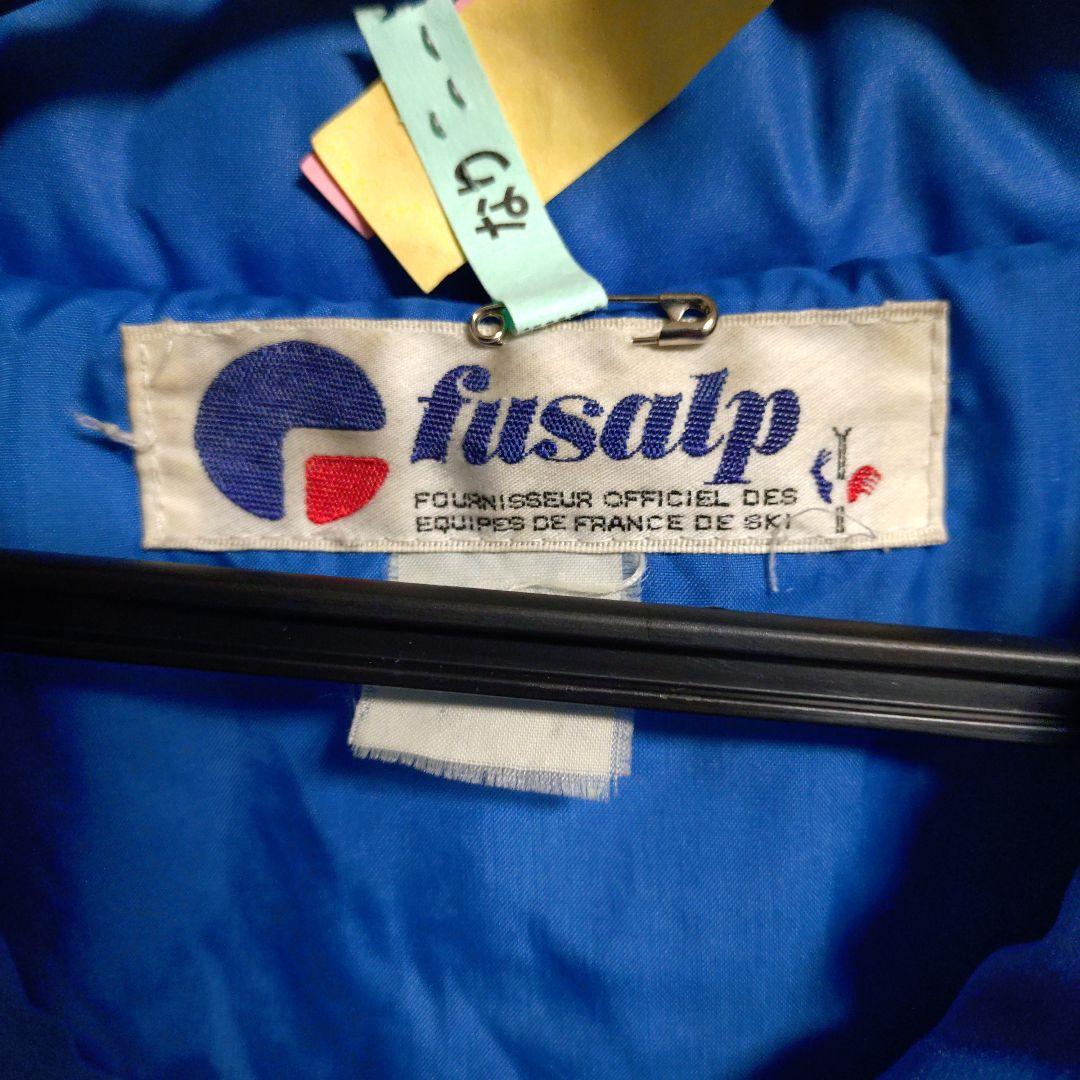 なり
fusalp
FOURNISSEUR OFFICIEL DES
EQUIPES DE FRANCE DE SKI